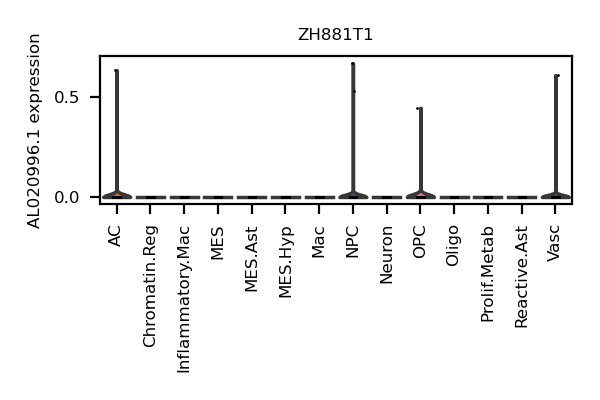 ZH881T1
AL020996.1 expression
0.5
0.0
AC
Chromatin.Reg
Inflammatory.Mac
MES
MES.Ast
MES.Hyp
Mac
NPC
Neuron
OPC
Oligo
Prolif.Metab
Reactive.Ast
Vasc